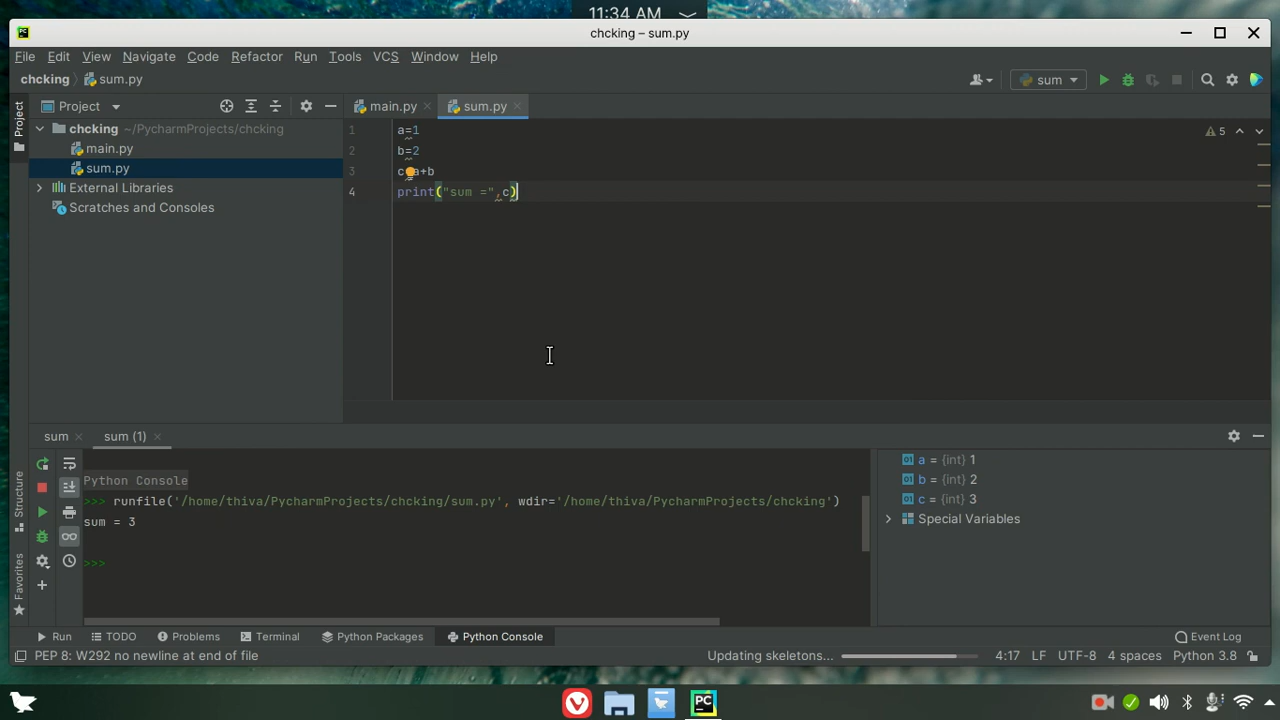 11:34 AM
PC
chcking – sum.py
File Edit View Navigate Code Refactor Run Tools VCS Window Help
chcking sum.py
sum
Project
main.py
sum.py
Project
chcking ~/PycharmProjects/chcking
main.py
sum.py
External Libraries
Scratches and Consoles
1 a=1
2 b=2
3 c a+b
4 print("sum =",c)
5
sum
sum (1)
Python Console
>>> runfile('/home/thiva/PycharmProjects/chcking/sum.py', wdir='/home/thiva/PycharmProjects/chcking')
sum = 3
>>>
a = {int} 1
b = {int} 2
c = {int} 3
Special Variables
Structure
Favorites
Run TODO Problems Terminal Python Packages Python Console Event Log
PEP 8: W292 no newline at end of file
Updating skeletons... 4:17 LF UTF-8 4 spaces Python 3.8
PC